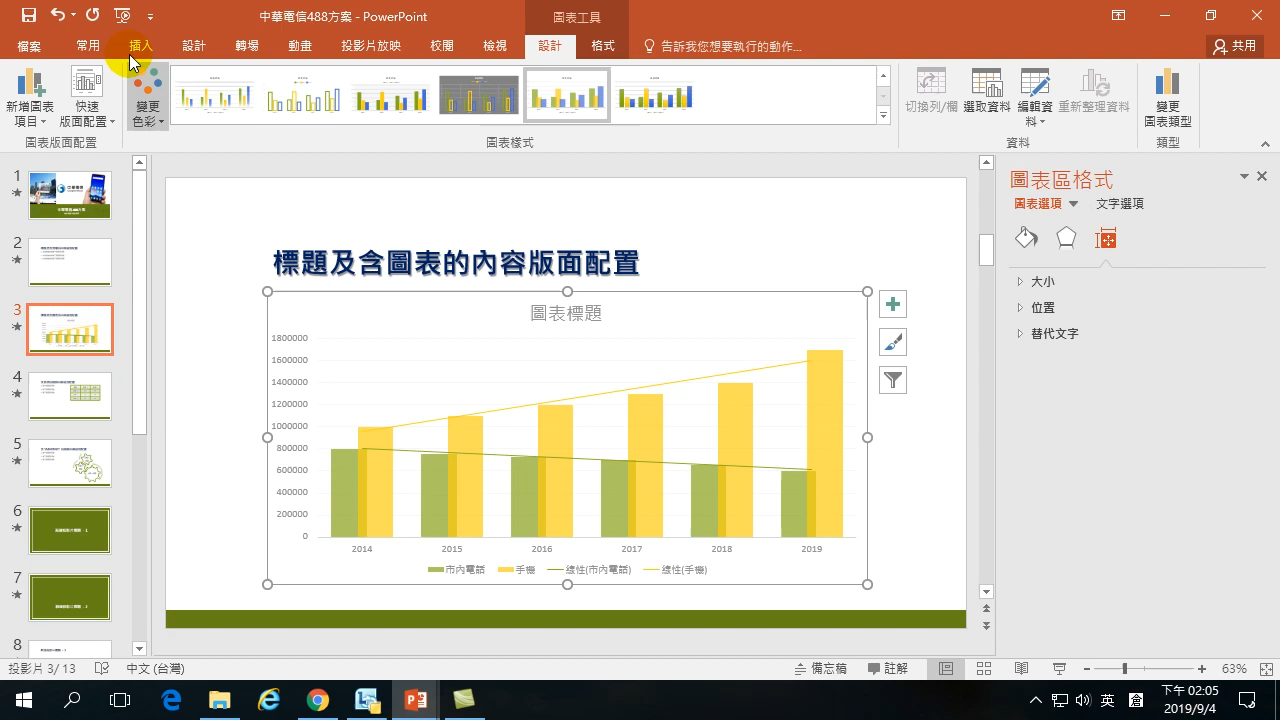 中華電信488方案 - PowerPoint
圖表工具
檔案
常用
插入
設計
轉場
動畫
投影片放映
校閱
檢視
設計
格式
告訴我您想要執行的動作...
共用
新增圖表
項目
快速
版面配置
變更
色彩
切換列/欄
選取資料
編輯資
料
重新整理資料
變更
圖表類型
圖表版面配置
圖表樣式
資料
類型
1
2
3
4
5
6
7
8
標題及含圖表的內容版面配置
圖表標題
1800000
1600000
1400000
1200000
1000000
800000
600000
400000
200000
0
2014
2015
2016
2017
2018
2019
市內電話
手機
線性(市內電話)
線性(手機)
圖表區格式
圖表選項
文字選項
大小
位置
替代文字
投影片 3/13
中文 (台灣)
備忘稿
註解
63%
英
下午 02:05
2019/9/4